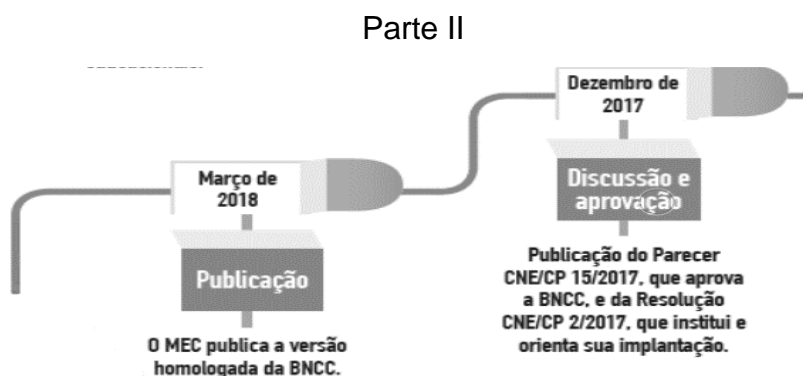 Parte II
Dezembro de
2017
Discussão e
aprovação
Publicação do Parecer
CNE/CP 15/2017, que aprova
a BNCC, e da Resolução
CNE/CP 2/2017, que institui e
orienta sua implantação.
Março de
2018
Publicação
O MEC publica a versão
homologada da BNCC.